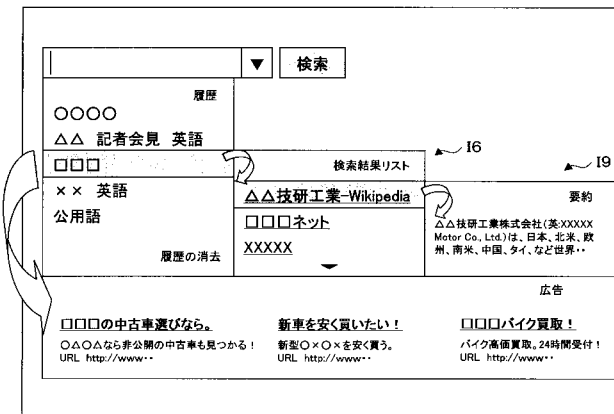 ▼ 検索
履歴
○○○○
△△ 記者会見 英語
□□□
×× 英語
公用語
履歴の消去
検索結果リスト
I6
△△技研工業-Wikipedia
□□□ネット
XXXXX
I9
要約
△△技研工業株式会社(英:XXXXX
Motor Co., Ltd.)は、日本、北米、欧
州、南米、中国、タイ、など世界・・
広告
□□□の中古車選びなら。
○△○△なら非公開の中古車も見つかる!
URL http://www・・
新車を安く買いたい!
新型○×○×を安く買う。
URL http://www・・
□□□バイク買取!
バイク高価買取。24時間受付!
URL http://www・・